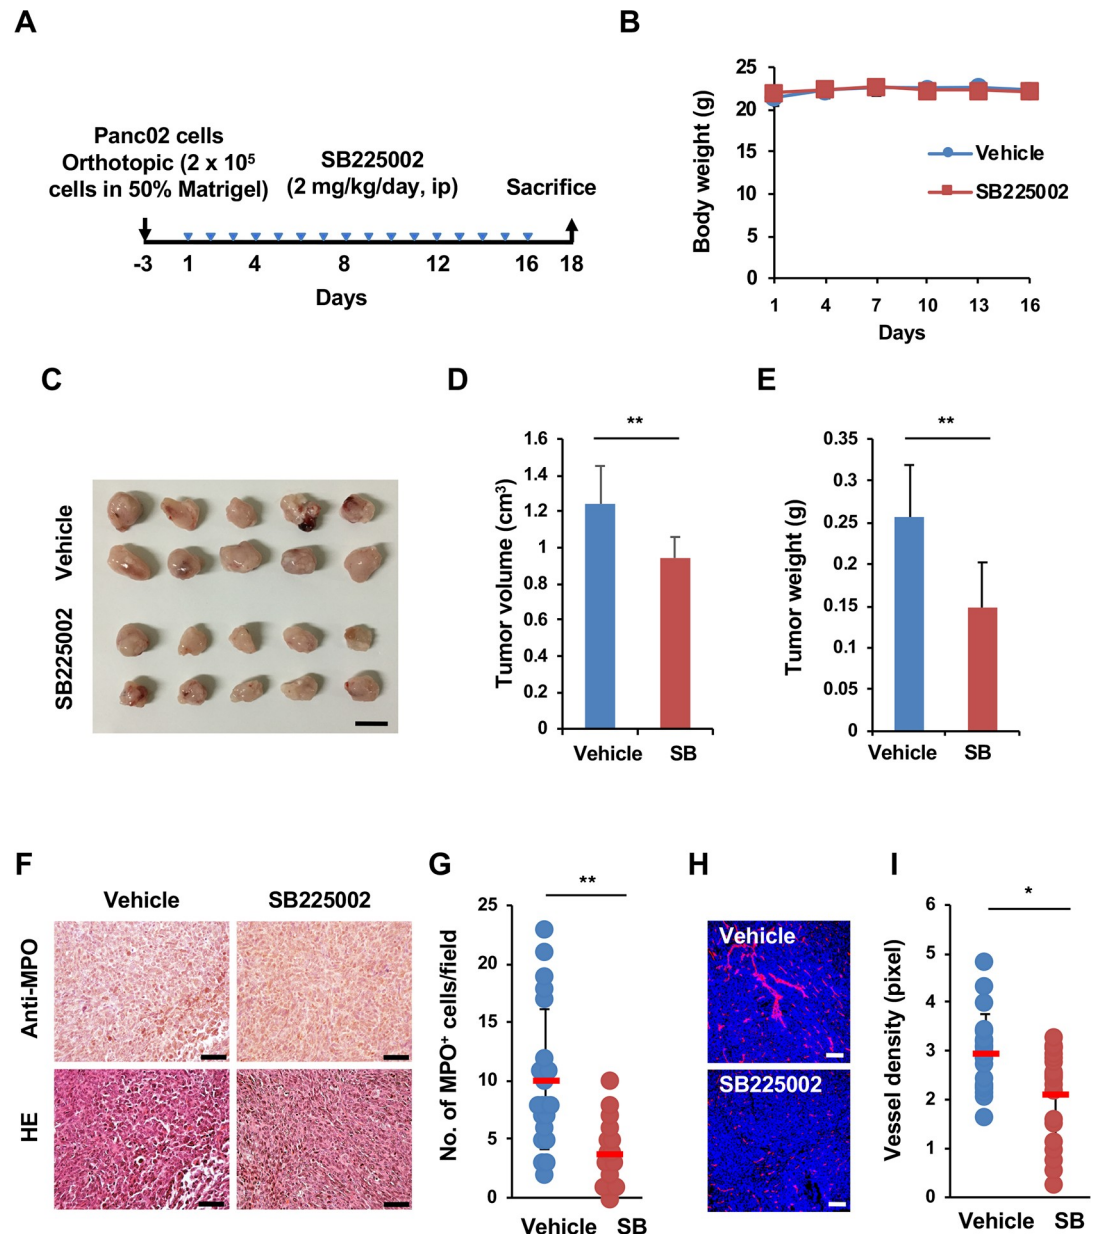 A
Panc02 cells
Orthotopic (2 x 10⁵
cells in 50% Matrigel)
SB225002
(2 mg/kg/day, ip)
Sacrifice
-3 1 4 8 12 16 18
Days
B
Body weight (g)
25
20
15
10
5
0
Vehicle
SB225002
1 4 7 10 13 16
Days
C
Vehicle
SB225002
D
**
Tumor volume (cm³)
1.6
1.4
1.2
1
0.8
0.6
0.4
0.2
0
Vehicle SB
E
**
Tumor weight (g)
0.35
0.3
0.25
0.2
0.15
0.1
0.05
0
Vehicle SB
F
Vehicle SB225002
Anti-MPO
HE
G
**
No. of MPO⁺ cells/field
25
20
15
10
5
0
Vehicle SB
H
Vehicle
SB225002
I
*
Vessel density (pixel)
6
5
4
3
2
1
0
Vehicle SB